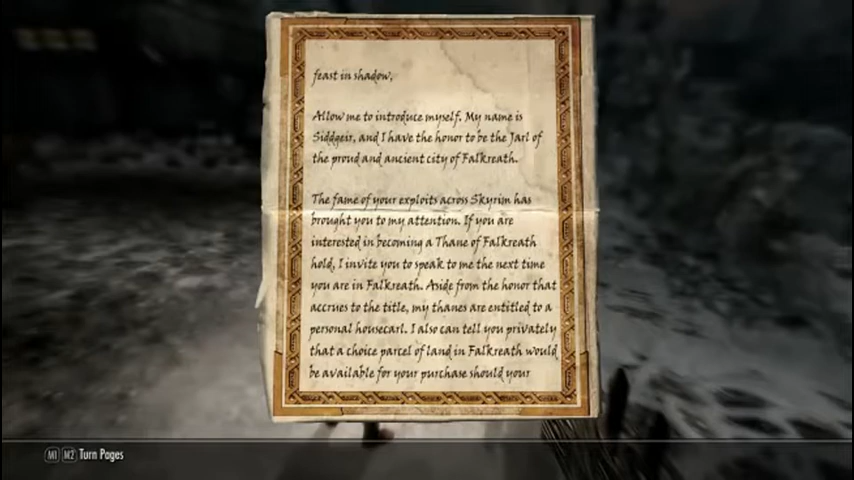 feast in shadow,
Allow me to introduce myself. My name is
Siddgeir, and I have the honor to be the Jarl of
the proud and ancient city of Falkreath.
The fame of your exploits across Skyrim has
brought you to my attention. If you are
interested in becoming a Thane of Falkreath
hold, I invite you to speak to me the next time
you are in Falkreath. Aside from the honor that
accrues to the title, my thanes are entitled to a
personal housecarl. I also can tell you privately
that a choice parcel of land in Falkreath would
be available for your purchase should your
M1 M2 Turn Pages